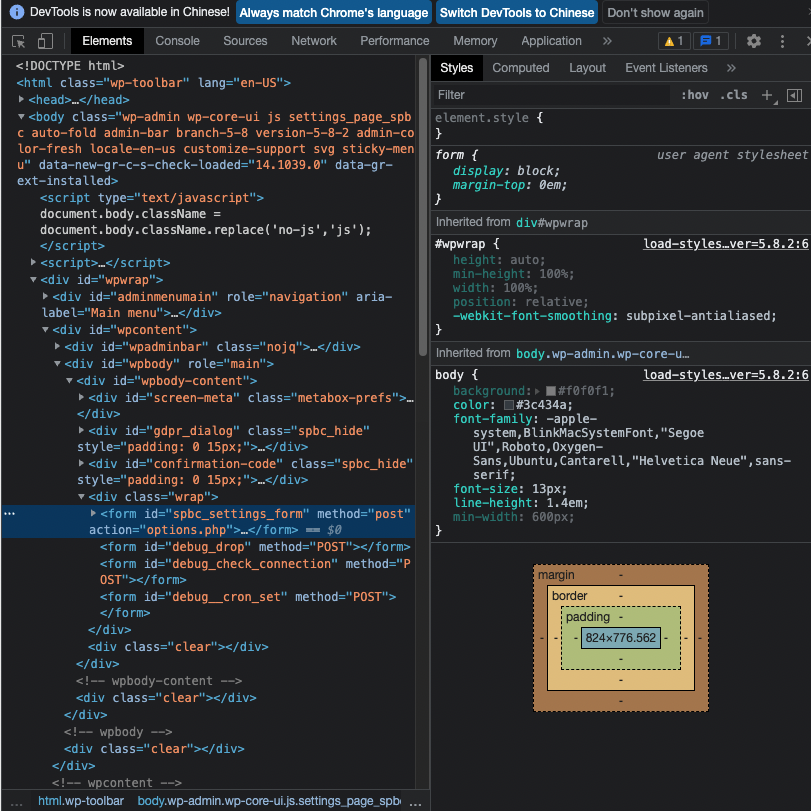 DevTools is now available in Chinese! Always match Chrome's language Switch DevTools to Chinese Don't show again
Elements Console Sources Network Performance Memory Application » 1 1
<!DOCTYPE html>
<html class="wp-toolbar" lang="en-US">
<head>…</head>
<body class="wp-admin wp-core-ui js settings_page_spb
c auto-fold admin-bar branch-5-8 version-5-8-2 admin-co
lor-fresh locale-en-us customize-support svg sticky-men
u" data-new-gr-c-s-check-loaded="14.1039.0" data-gr-
ext-installed>
<script type="text/javascript">
document.body.className =
document.body.className.replace('no-js','js');
</script>
<script>…</script>
<div id="wpwrap">
<div id="adminmenumain" role="navigation" aria-
label="Main menu">…</div>
<div id="wpcontent">
<div id="wpadminbar" class="nojq">…</div>
<div id="wpbody" role="main">
<div id="wpbody-content">
<div id="screen-meta" class="metabox-prefs">…
</div>
<div id="gdpr_dialog" class="spbc_hide"
style="padding: 0 15px;">…</div>
<div id="confirmation-code" class="spbc_hide"
style="padding: 0 15px;">…</div>
<div class="wrap">
… <form id="spbc_settings_form" method="post"
action="options.php">…</form> == $0
<form id="debug_drop" method="POST"></form>
<form id="debug_check_connection" method="P
OST"></form>
<form id="debug__cron_set" method="POST">
</form>
</div>
<div class="clear"></div>
</div>
<!-- wpbody-content -->
<div class="clear"></div>
</div>
<!-- wpbody -->
<div class="clear"></div>
</div>
<!-- wpcontent -->
… html.wp-toolbar body.wp-admin.wp-core-ui.js.settings_page_spb …
Styles Computed Layout Event Listeners »
Filter :hov .cls +
element.style {
}
form { user agent stylesheet
display: block;
margin-top: 0em;
}
Inherited from div#wpwrap
#wpwrap { load-styles…ver=5.8.2:6
height: auto;
min-height: 100%;
width: 100%;
position: relative;
-webkit-font-smoothing: subpixel-antialiased;
}
Inherited from body.wp-admin.wp-core-u…
body { load-styles…ver=5.8.2:6
background: #f0f0f1;
color: #3c434a;
font-family: -apple-
system,BlinkMacSystemFont,"Segoe
UI",Roboto,Oxygen-
Sans,Ubuntu,Cantarell,"Helvetica Neue",sans-
serif;
font-size: 13px;
line-height: 1.4em;
min-width: 600px;
}
margin -
border -
padding -
- - - 824×776.562 - - -
-
-
-